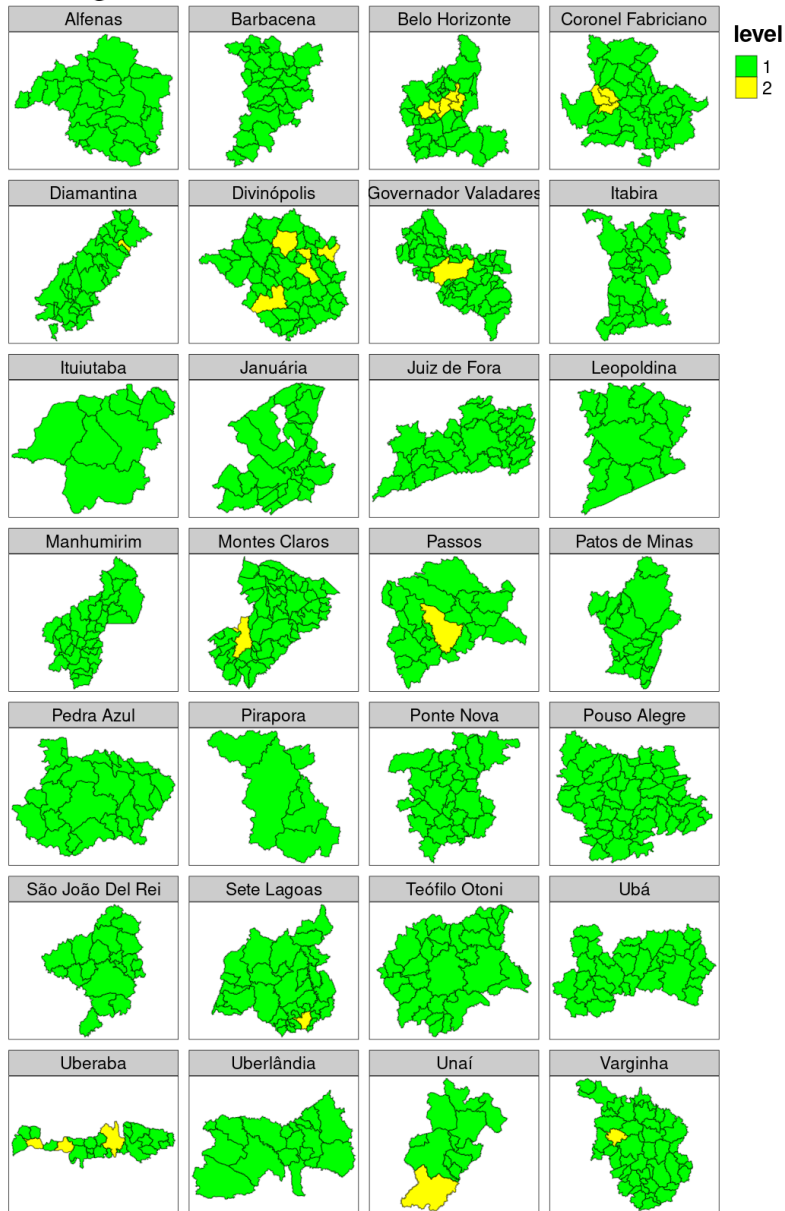 Alfenas
Barbacena
Belo Horizonte
Coronel Fabriciano
level
1
2
Diamantina
Divinópolis
Governador Valadares
Itabira
Ituiutaba
Januária
Juiz de Fora
Leopoldina
Manhumirim
Montes Claros
Passos
Patos de Minas
Pedra Azul
Pirapora
Ponte Nova
Pouso Alegre
São João Del Rei
Sete Lagoas
Teófilo Otoni
Ubá
Uberaba
Uberlândia
Unaí
Varginha